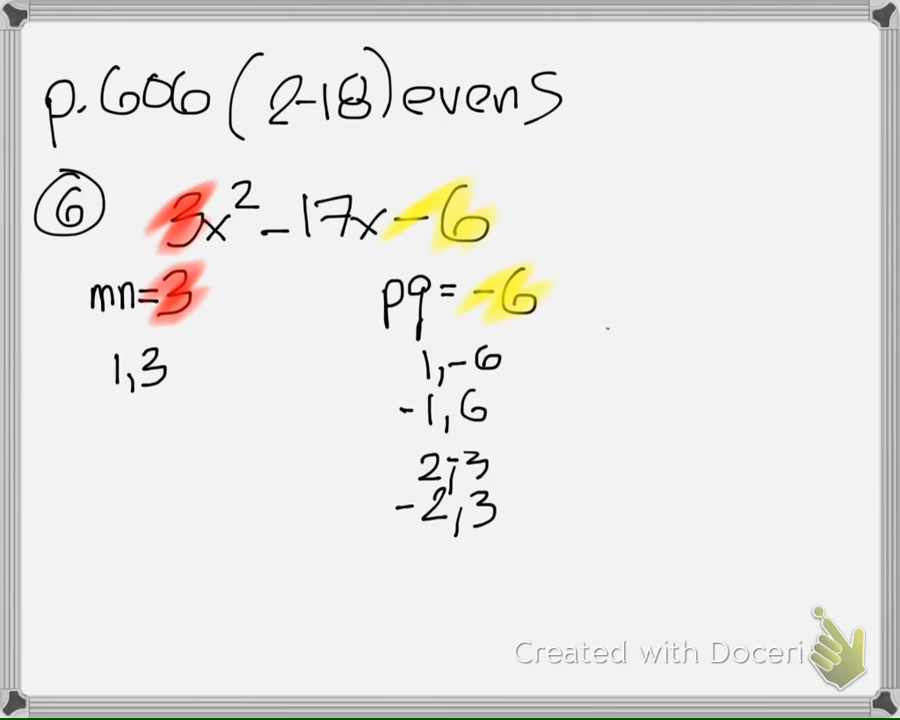 p. 606 (2-18) evens
6 3x² - 17x - 6
mn = 3 pq = -6
1, 3 1, -6
-1, 6
2, -3
-2, 3
Created with Doceri